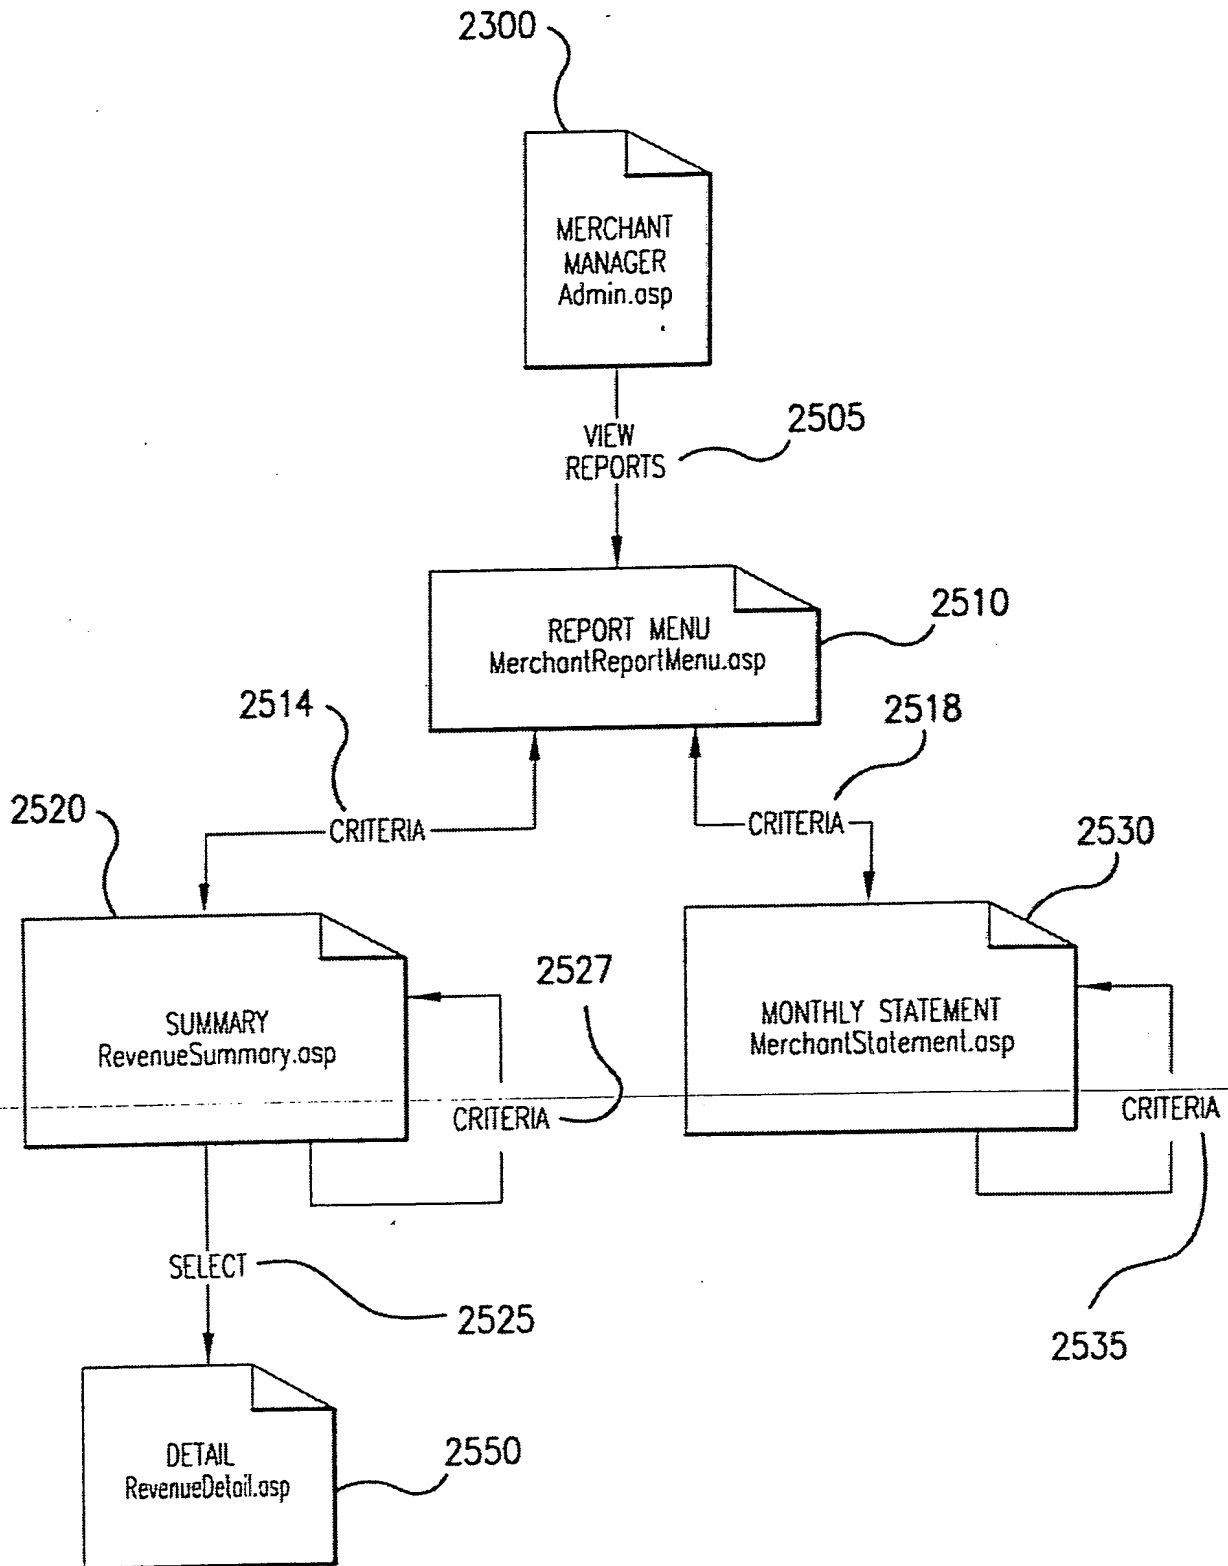 2300
MERCHANT
MANAGER
Admin.asp
VIEW
REPORTS
2505
REPORT MENU
MerchantReportMenu.asp
2510
2514
CRITERIA
2518
CRITERIA
2520
SUMMARY
RevenueSummary.asp
2527
CRITERIA
2530
MONTHLY STATEMENT
MerchantStatement.asp
CRITERIA
2535
SELECT
2525
DETAIL
RevenueDetail.asp
2550